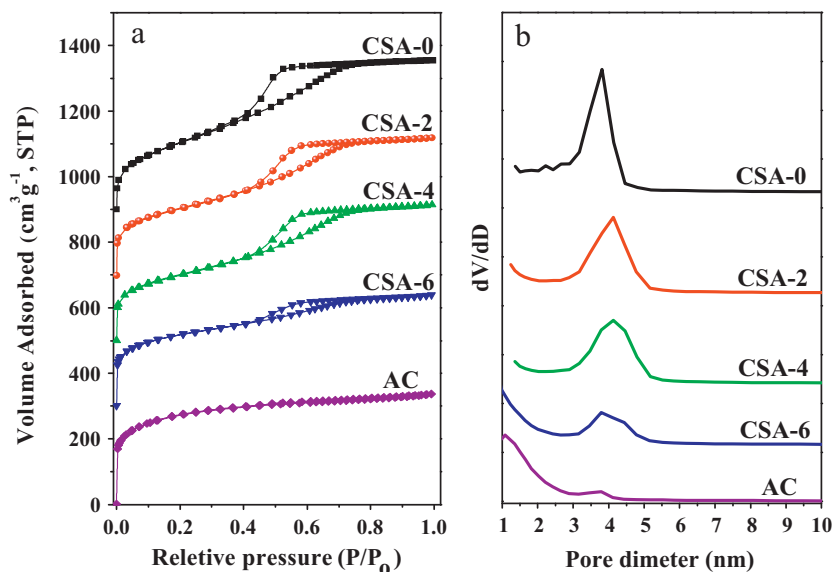 a
CSA-0
CSA-2
CSA-4
CSA-6
AC
1400
1200
1000
800
600
400
200
0
0.0 0.2 0.4 0.6 0.8 1.0
Volume Adsorbed (cm³g⁻¹, STP)
Reletive pressure (P/P₀)
b
CSA-0
CSA-2
CSA-4
CSA-6
AC
1 2 3 4 5 6 7 8 9 10
dV/dD
Pore dimeter (nm)